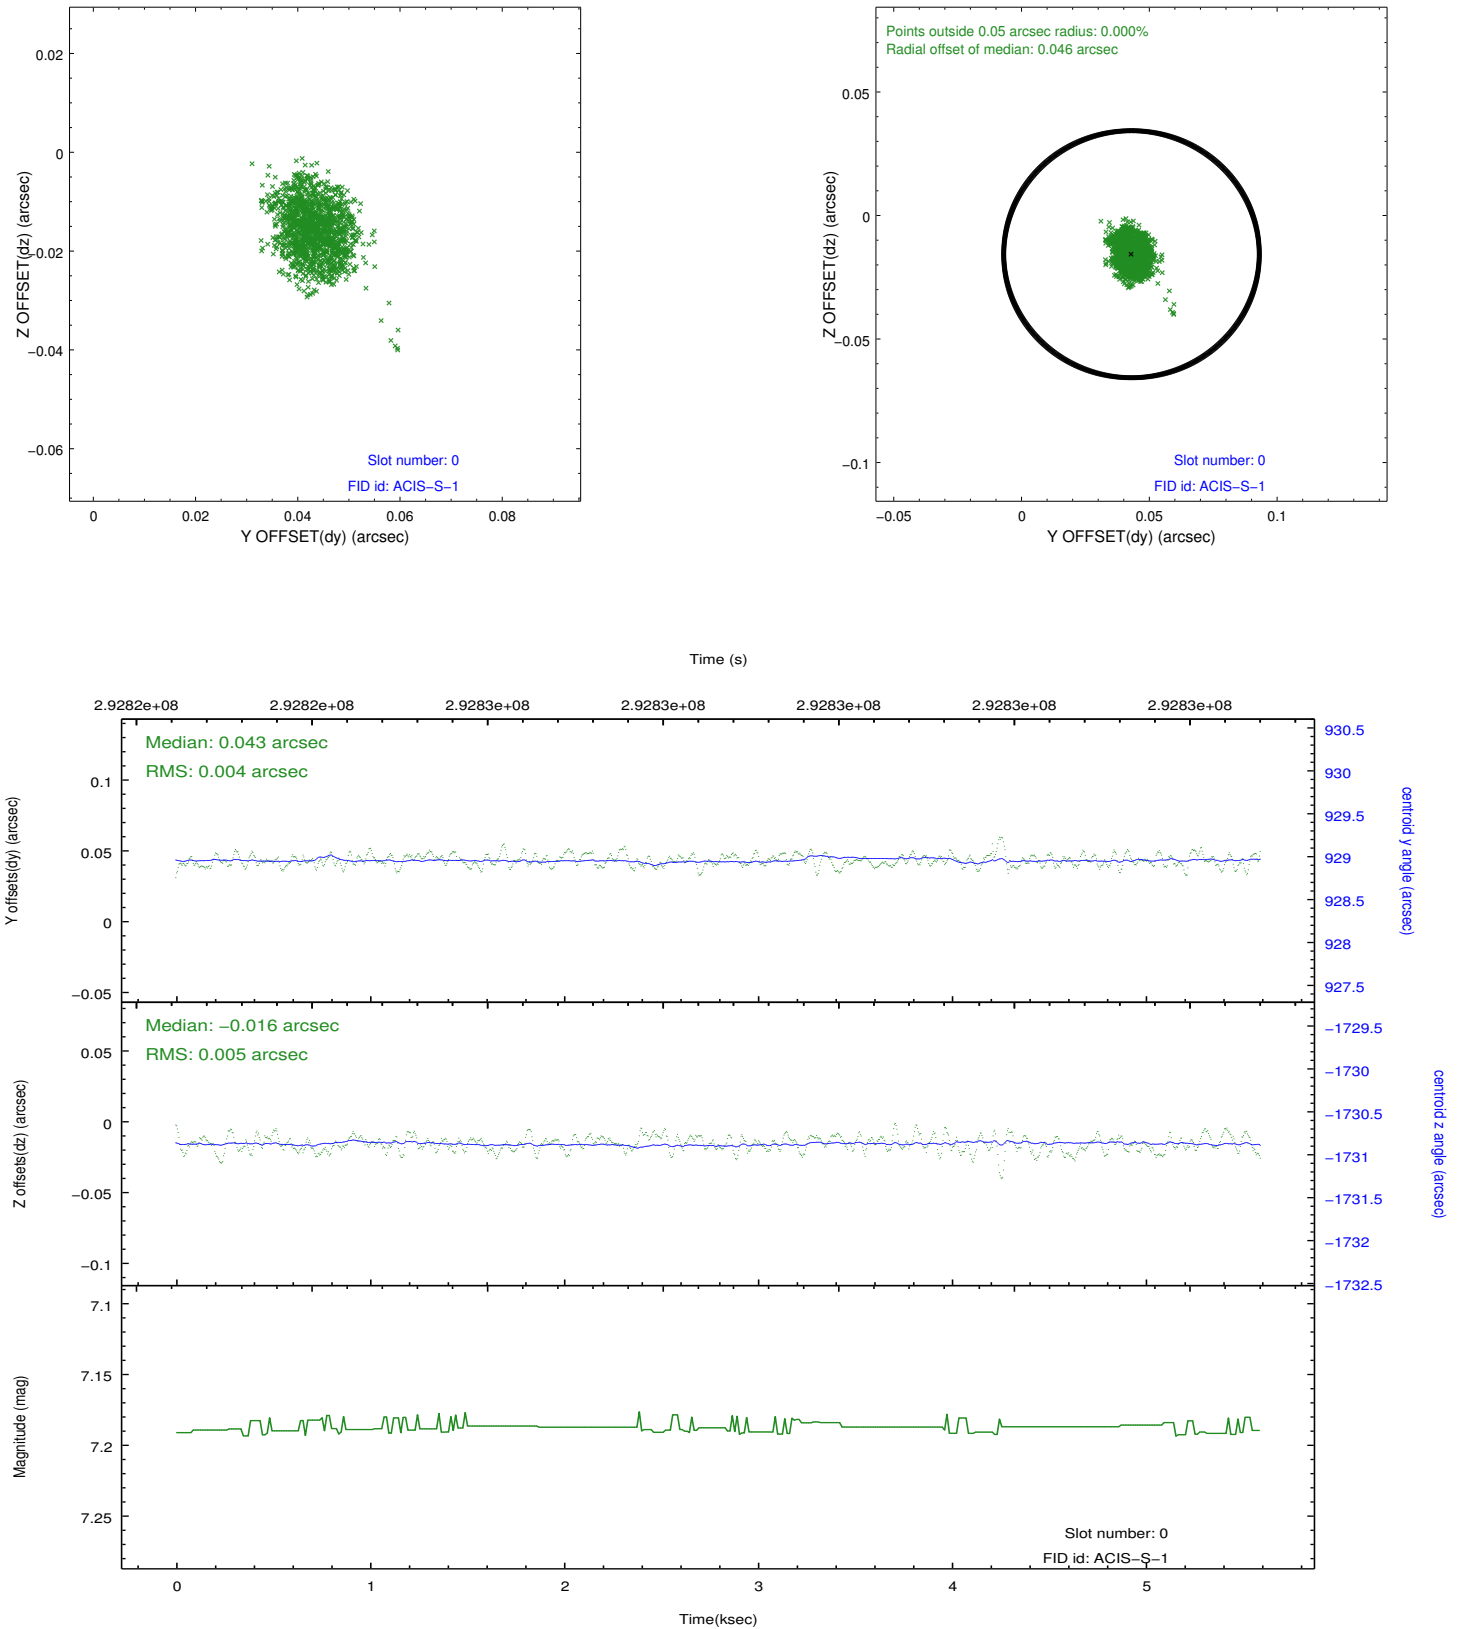 0.02
0
−0.02
−0.04
−0.06
Z OFFSET(dz) (arcsec)
Slot number: 0
FID id: ACIS−S−1
0 0.02 0.04 0.06 0.08
Y OFFSET(dy) (arcsec)
Points outside 0.05 arcsec radius: 0.000%
Radial offset of median: 0.046 arcsec
0.05
0
−0.05
−0.1
Z OFFSET(dz) (arcsec)
Slot number: 0
FID id: ACIS−S−1
−0.05 0 0.05 0.1
Y OFFSET(dy) (arcsec)
Time (s)
2.9282e+08 2.9282e+08 2.9283e+08 2.9283e+08 2.9283e+08 2.9283e+08 2.9283e+08
Median: 0.043 arcsec
RMS: 0.004 arcsec
0.1
0.05
0
−0.05
Y offsets(dy) (arcsec)
930.5
930
929.5
929
928.5
928
927.5
centroid y angle (arcsec)
Median: −0.016 arcsec
RMS: 0.005 arcsec
0.05
0
−0.05
−0.1
Z offsets(dz) (arcsec)
−1729.5
−1730
−1730.5
−1731
−1731.5
−1732
−1732.5
centroid z angle (arcsec)
7.1
7.15
7.2
7.25
Magnitude (mag)
Slot number: 0
FID id: ACIS−S−1
0 1 2 3 4 5
Time(ksec)